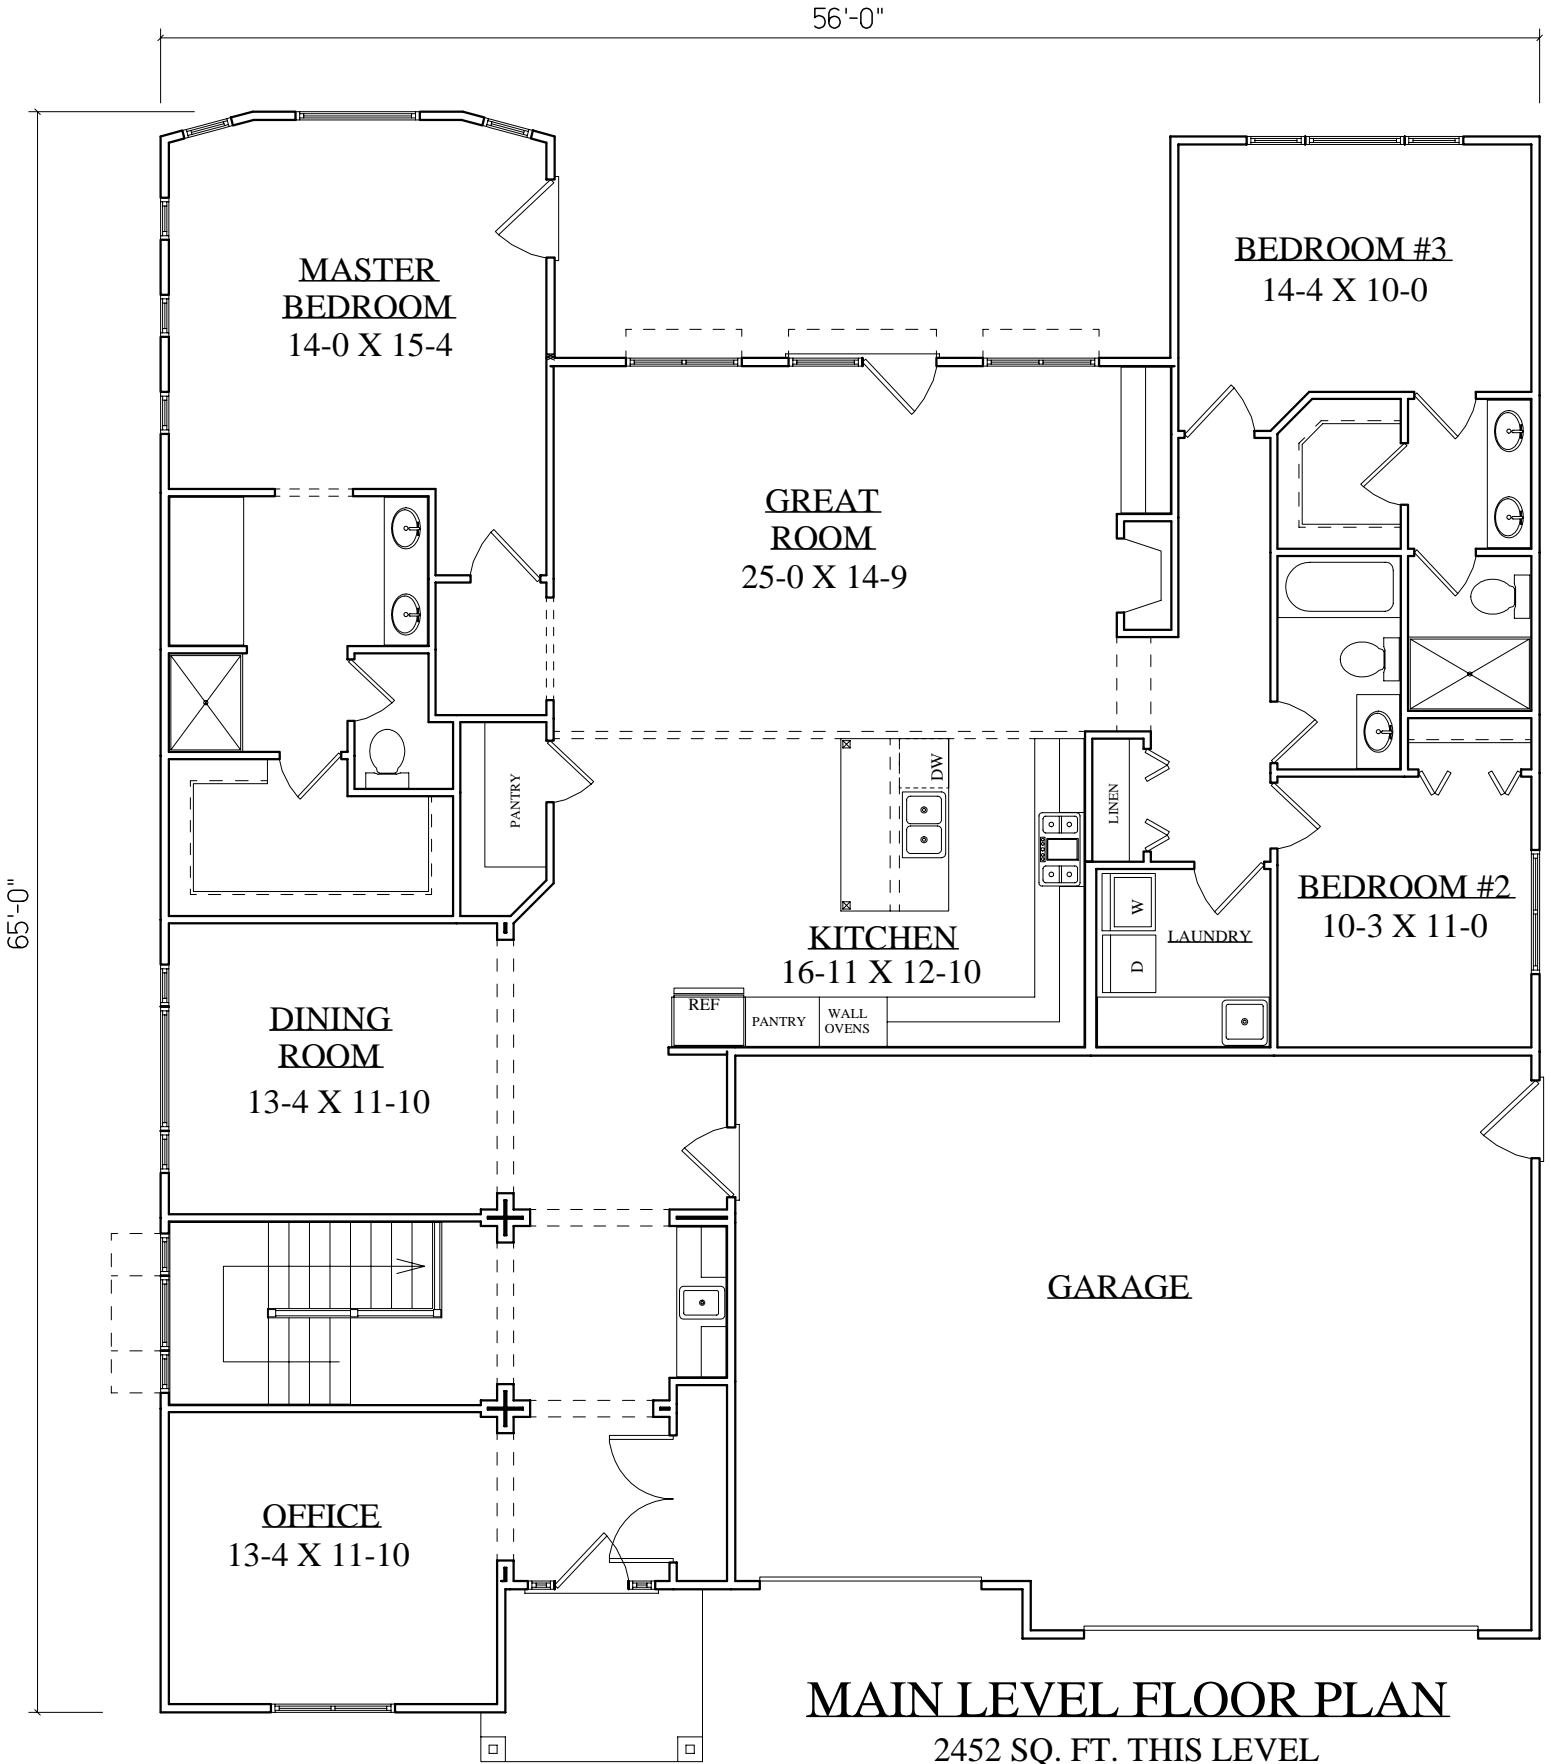 56'-0"
65'-0"
MASTER
BEDROOM
14-0 X 15-4
BEDROOM #3
14-4 X 10-0
GREAT
ROOM
25-0 X 14-9
PANTRY
DW
LINEN
KITCHEN
16-11 X 12-10
W
D
LAUNDRY
BEDROOM #2
10-3 X 11-0
REF
PANTRY
WALL
OVENS
DINING
ROOM
13-4 X 11-10
GARAGE
OFFICE
13-4 X 11-10
MAIN LEVEL FLOOR PLAN
2452 SQ. FT. THIS LEVEL